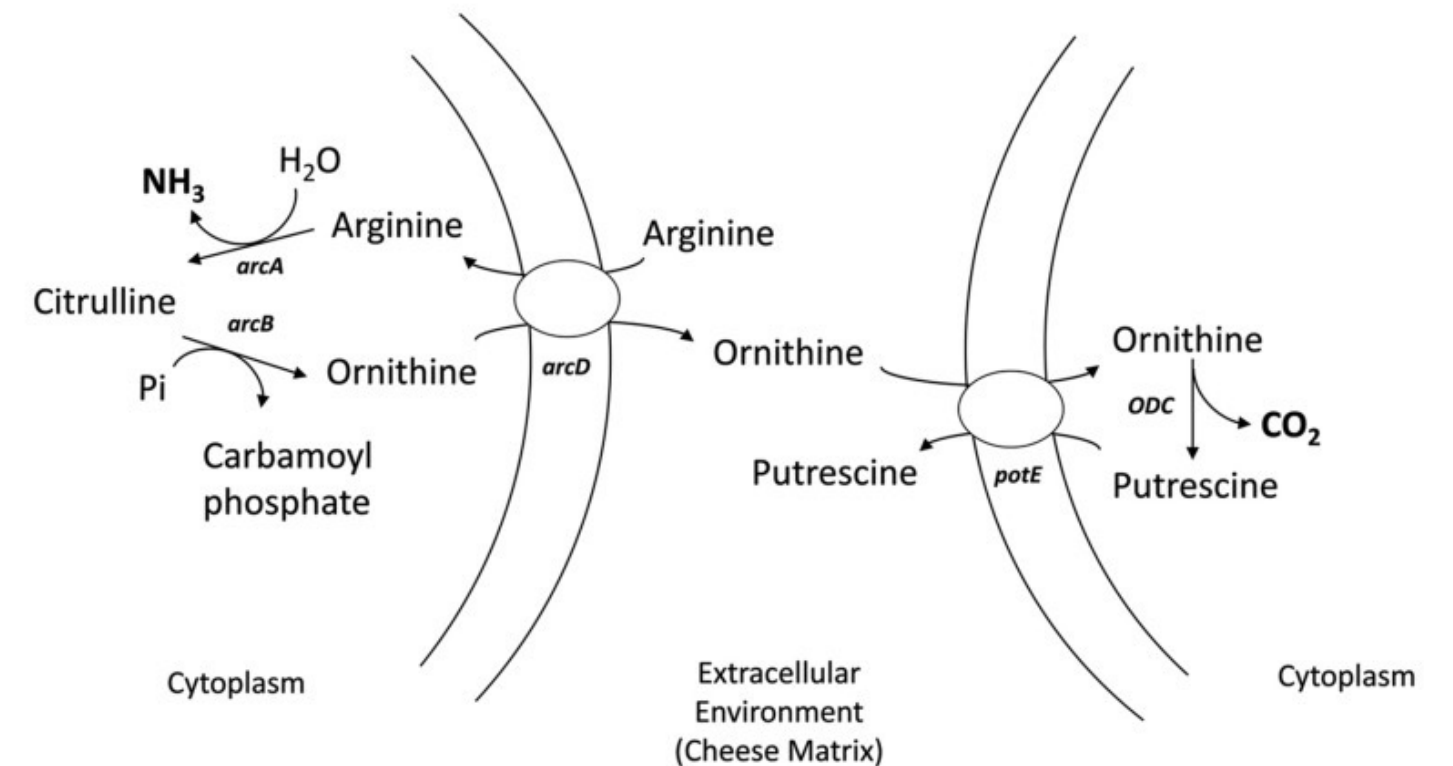 H₂O
NH₃
Arginine
arcA
Citrulline
arcB
Pi
Ornithine
Carbamoyl
phosphate
Arginine
arcD
Ornithine
Putrescine
potE
Ornithine
ODC
CO₂
Putrescine
Cytoplasm
Extracellular
Environment
(Cheese Matrix)
Cytoplasm